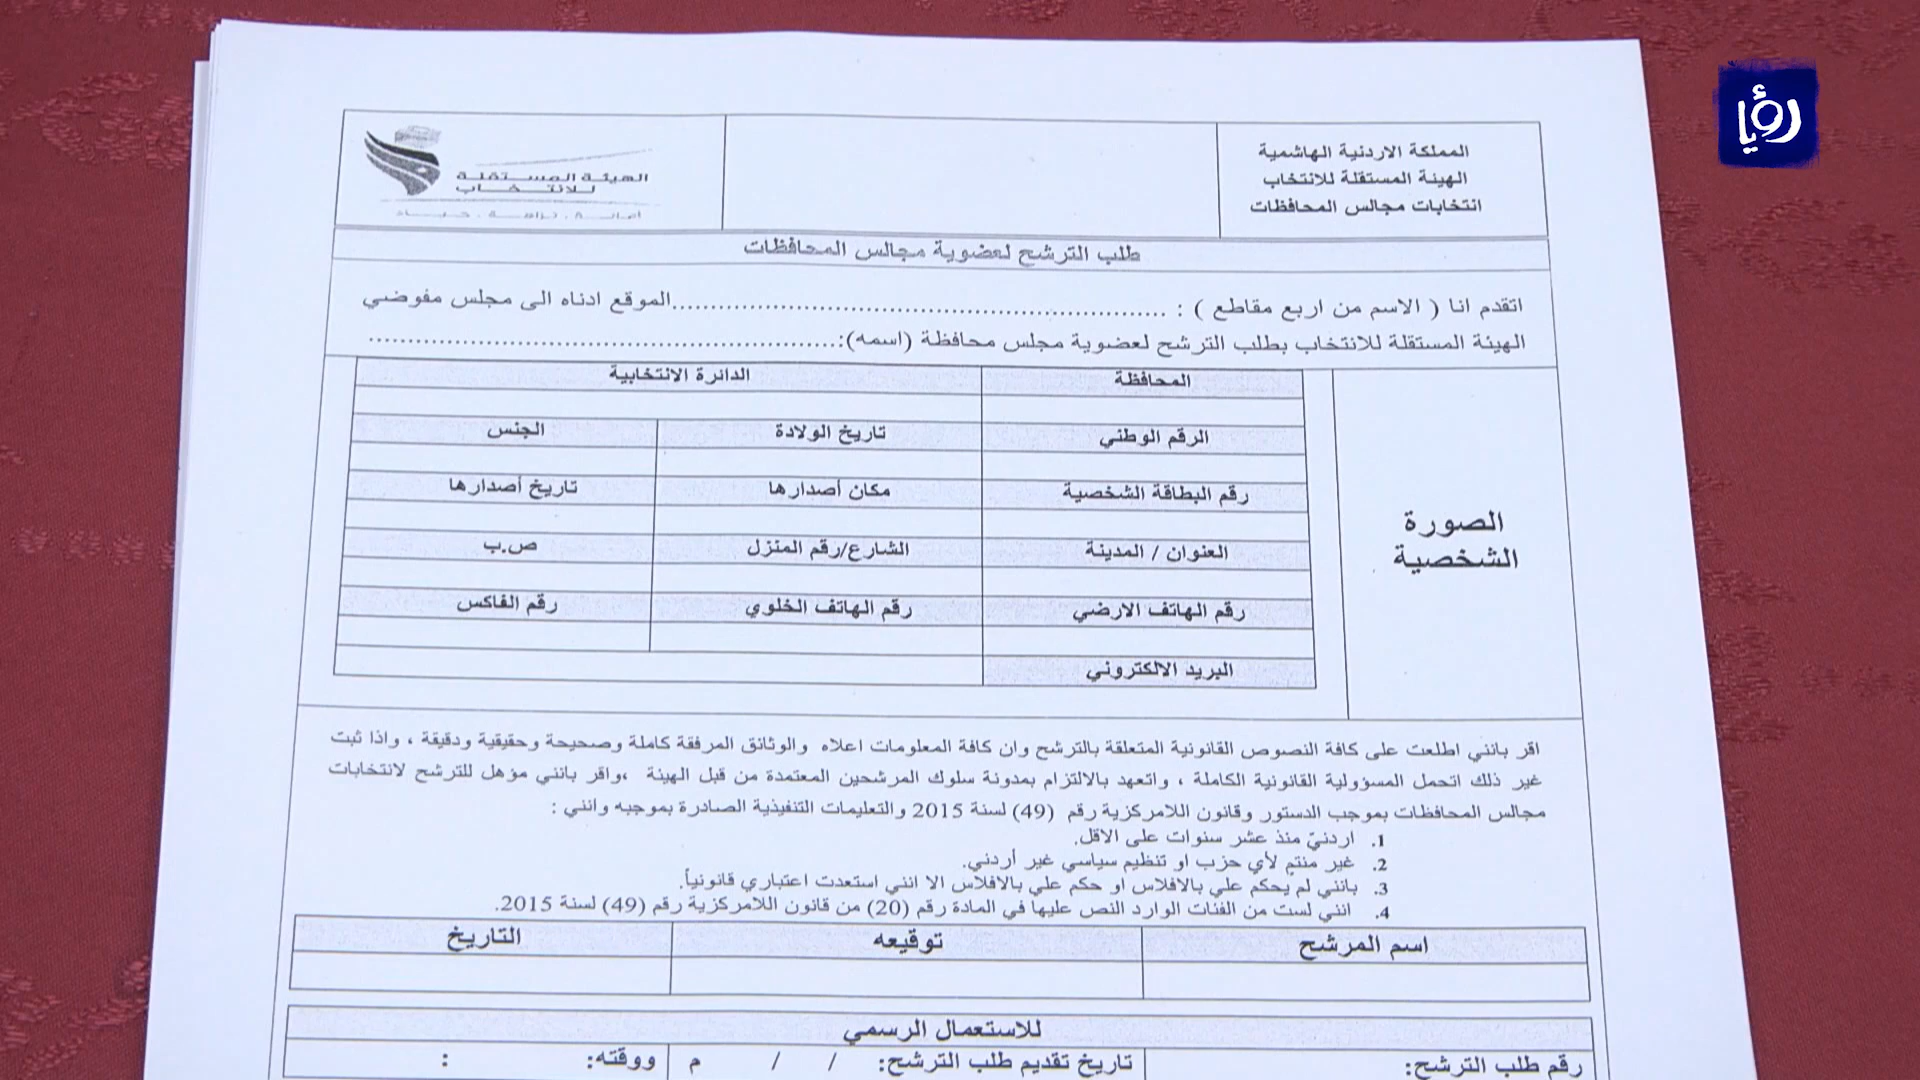 رؤيا
المملكة الاردنية الهاشمية
الهيئة المستقلة للانتخاب
انتخابات مجالس المحافظات
الهيئة المستقلة
للانتخاب
طلب الترشح لعضوية مجالس المحافظات
اتقدم انا ( الاسم من اربع مقاطع ) : ..............................................................الموقع ادناه الى مجلس مفوضي
الهيئة المستقلة للانتخاب بطلب الترشح لعضوية مجلس محافظة (اسمه):...........................................................
المحافظة الدائرة الانتخابية
الرقم الوطني تاريخ الولادة الجنس
رقم البطاقة الشخصية مكان أصدارها تاريخ أصدارها
الصورة
الشخصية
العنوان / المدينة الشارع/رقم المنزل ص.ب
رقم الهاتف الارضي رقم الهاتف الخلوي رقم الفاكس
البريد الالكتروني
اقر بانني اطلعت على كافة النصوص القانونية المتعلقة بالترشح وان كافة المعلومات اعلاه والوثائق المرفقة كاملة وصحيحة وحقيقية ودقيقة ، واذا ثبت
غير ذلك اتحمل المسؤولية القانونية الكاملة ، واتعهد بالالتزام بمدونة سلوك المرشحين المعتمدة من قبل الهيئة ،واقر بانني مؤهل للترشح لانتخابات
مجالس المحافظات بموجب الدستور وقانون اللامركزية رقم (49) لسنة 2015 والتعليمات التنفيذية الصادرة بموجبه وانني :
1. اردنيّ منذ عشر سنوات على الاقل.
2. غير منتمٍ لأي حزب او تنظيم سياسي غير أردني.
3. بانني لم يحكم علي بالافلاس او حكم علي بالافلاس الا انني استعدت اعتباري قانونياً.
4. انني لست من الفئات الوارد النص عليها في المادة رقم (20) من قانون اللامركزية رقم (49) لسنة 2015.
اسم المرشح توقيعه التاريخ
للاستعمال الرسمي
رقم طلب الترشح: تاريخ تقديم طلب الترشح: / / م ووقته: :